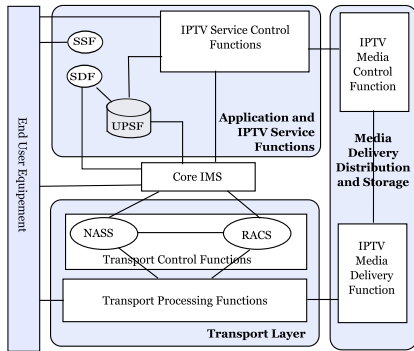 End User Equipement
SSF
SDF
UPSF
IPTV Service Control
Functions
Application and
IPTV Service
Functions
IPTV
Media
Control
Function
Media
Delivery
Distribution
and Storage
IPTV
Media
Delivery
Function
Core IMS
NASS
RACS
Transport Control Functions
Transport Processing Functions
Transport Layer